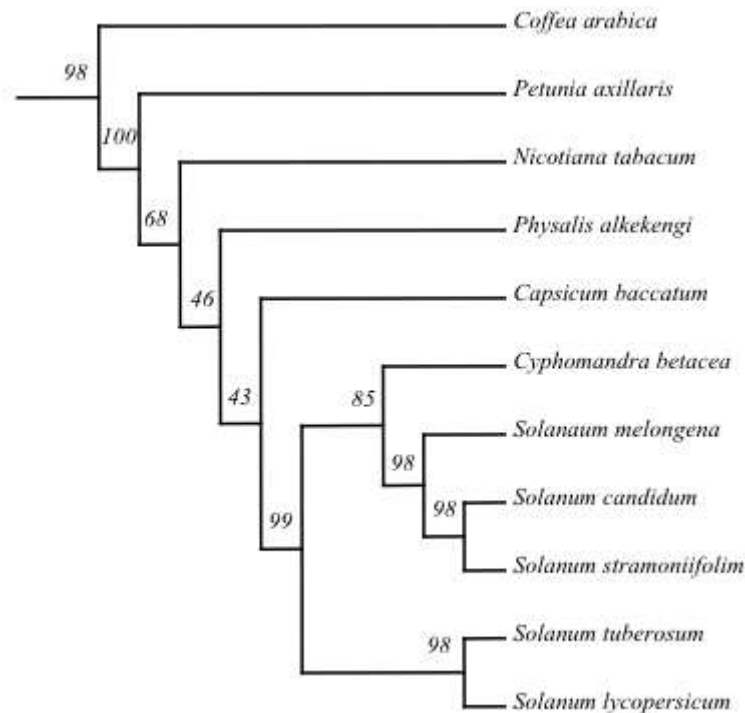 Coffea arabica
98
Petunia axillaris
100
Nicotiana tabacum
68
Physalis alkekengi
46
Capsicum baccatum
Cyphomandra betacea
43
85
Solanaum melongena
98
Solanum candidum
99
98
Solanum stramoniifolim
Solanum tuberosum
98
Solanum lycopersicum